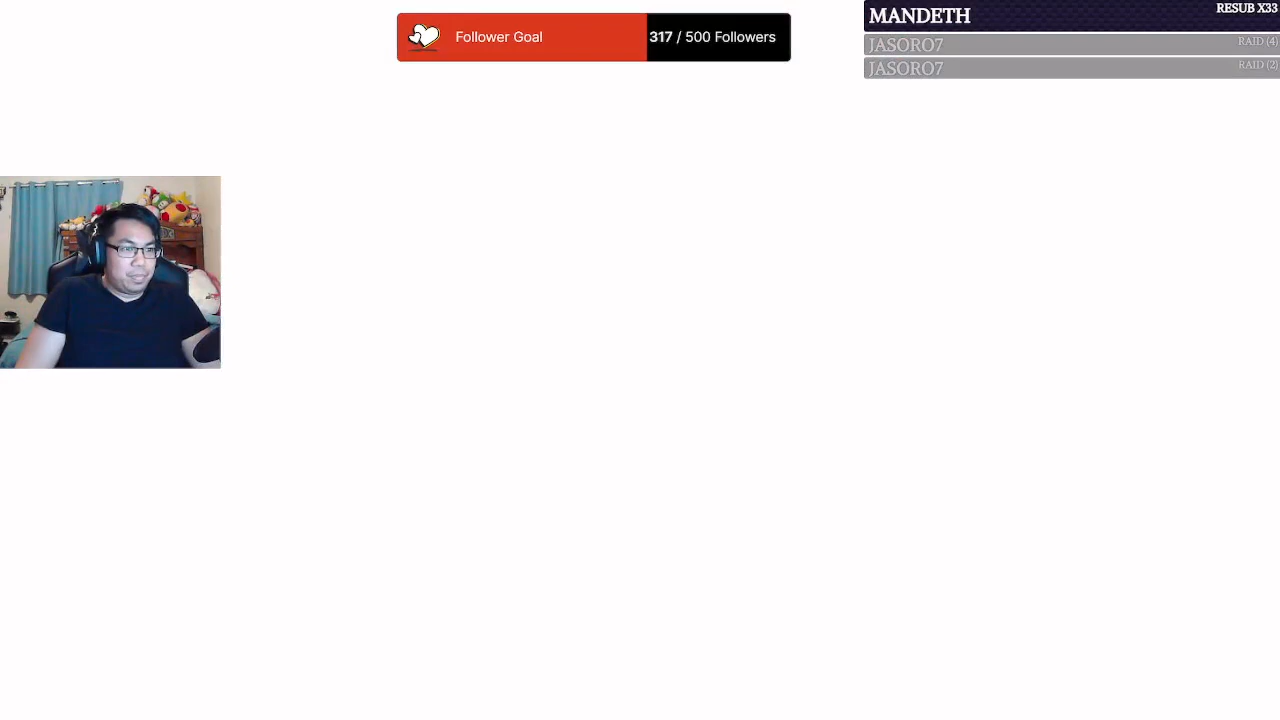 Follower Goal
317 / 500 Followers
MANDETH
RESUB X33
JASORO7
RAID (4)
JASORO7
RAID (2)